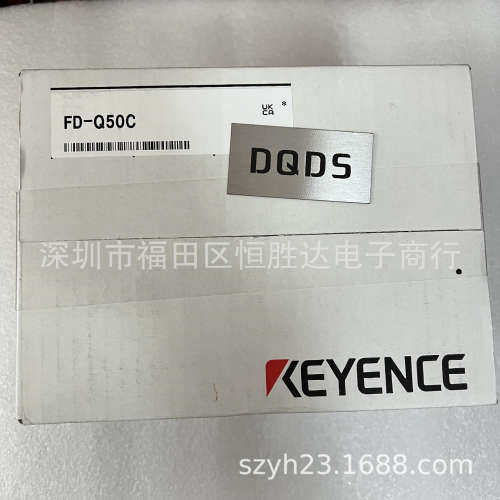 UK
CA *
FD-Q50C
DQDS
深圳市福田区恒胜达电子商行
KEYENCE
szyh23.1688.com